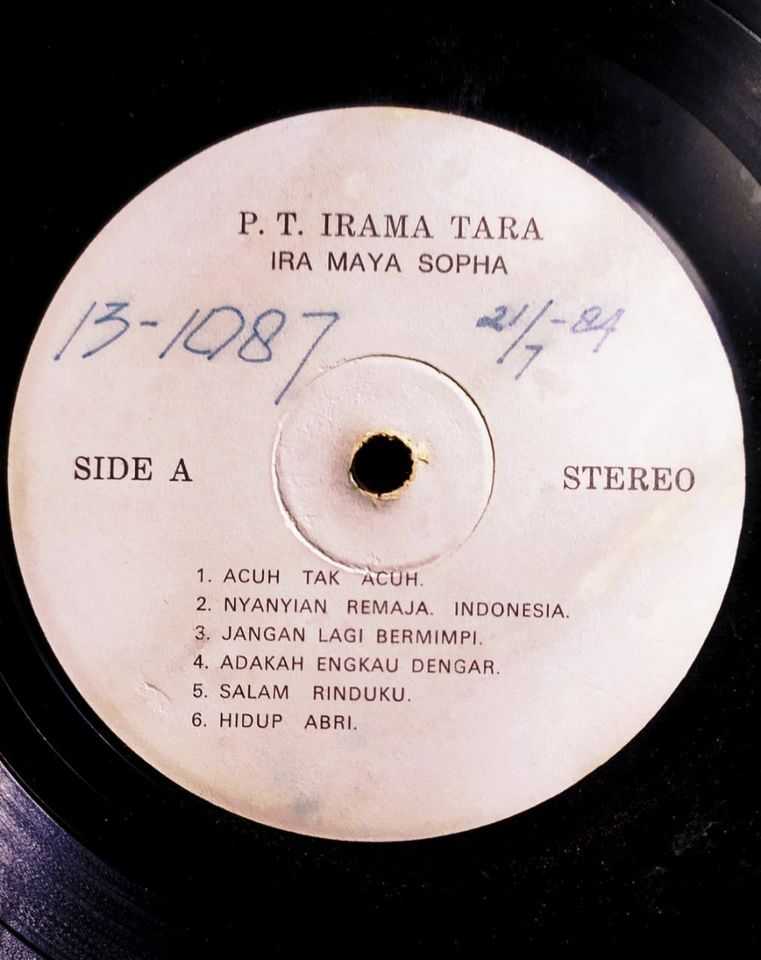 P. T. IRAMA TARA
IRA MAYA SOPHA
13-1087
21/7-84
SIDE A
STEREO
1. ACUH TAK ACUH.
2. NYANYIAN REMAJA. INDONESIA.
3. JANGAN LAGI BERMIMPI.
4. ADAKAH ENGKAU DENGAR.
5. SALAM RINDUKU.
6. HIDUP ABRI.